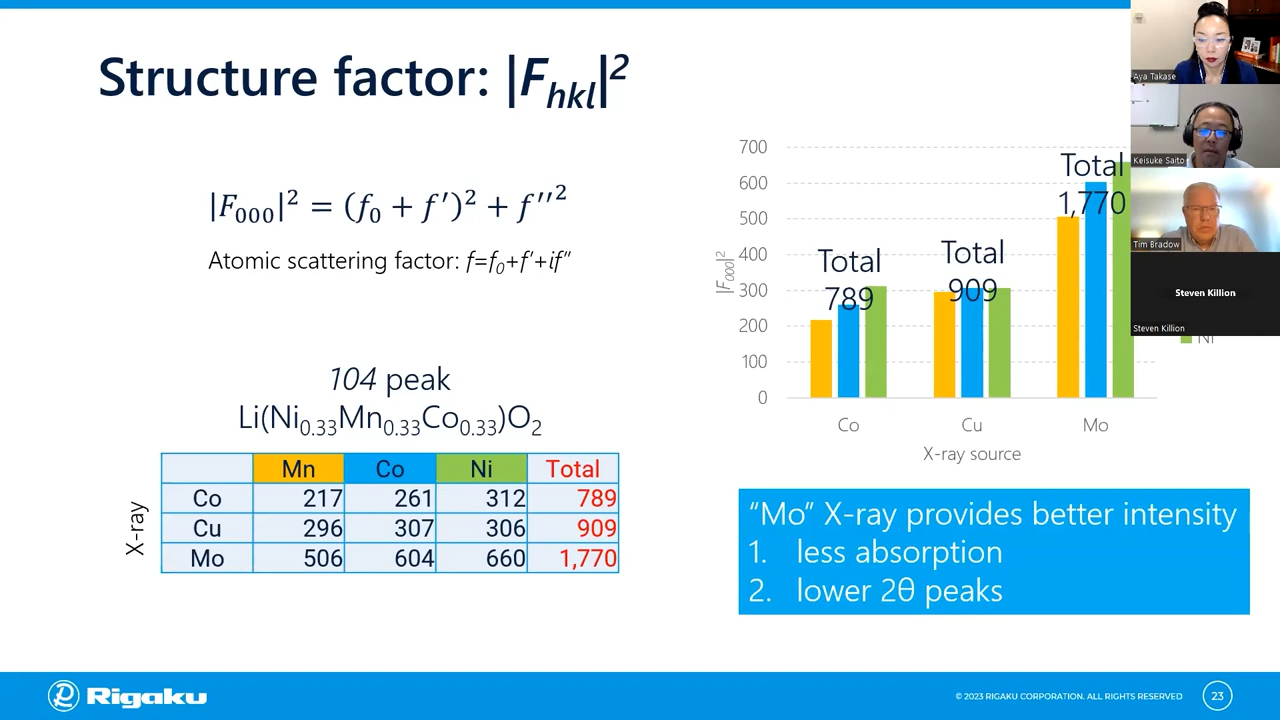 Structure factor: |Fhkl|²
|F₀₀₀|² = (f₀ + f′)² + f′′²
Atomic scattering factor: f=f₀+f′+if″
104 peak
Li(Ni₀.₃₃Mn₀.₃₃Co₀.₃₃)O₂
X-ray
Mn Co Ni Total
Co 217 261 312 789
Cu 296 307 306 909
Mo 506 604 660 1,770
|F₀₀₀|²
700
600
500
400
300
200
100
0
Total
789
Total
909
Total
1,770
Co Cu Mo
X-ray source
"Mo" X-ray provides better intensity
1. less absorption
2. lower 2θ peaks
Aya Takase
Keisuke Saito
Tim Bradow
Steven Killion
Steven Killion
Rigaku
© 2023 RIGAKU CORPORATION. ALL RIGHTS RESERVED
23